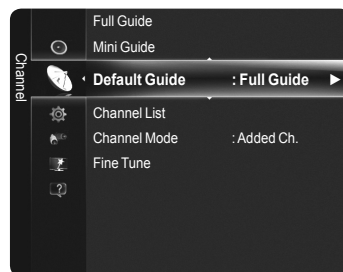 Channel
Full Guide
Mini Guide
Default Guide : Full Guide
Channel List
Channel Mode : Added Ch.
Fine Tune